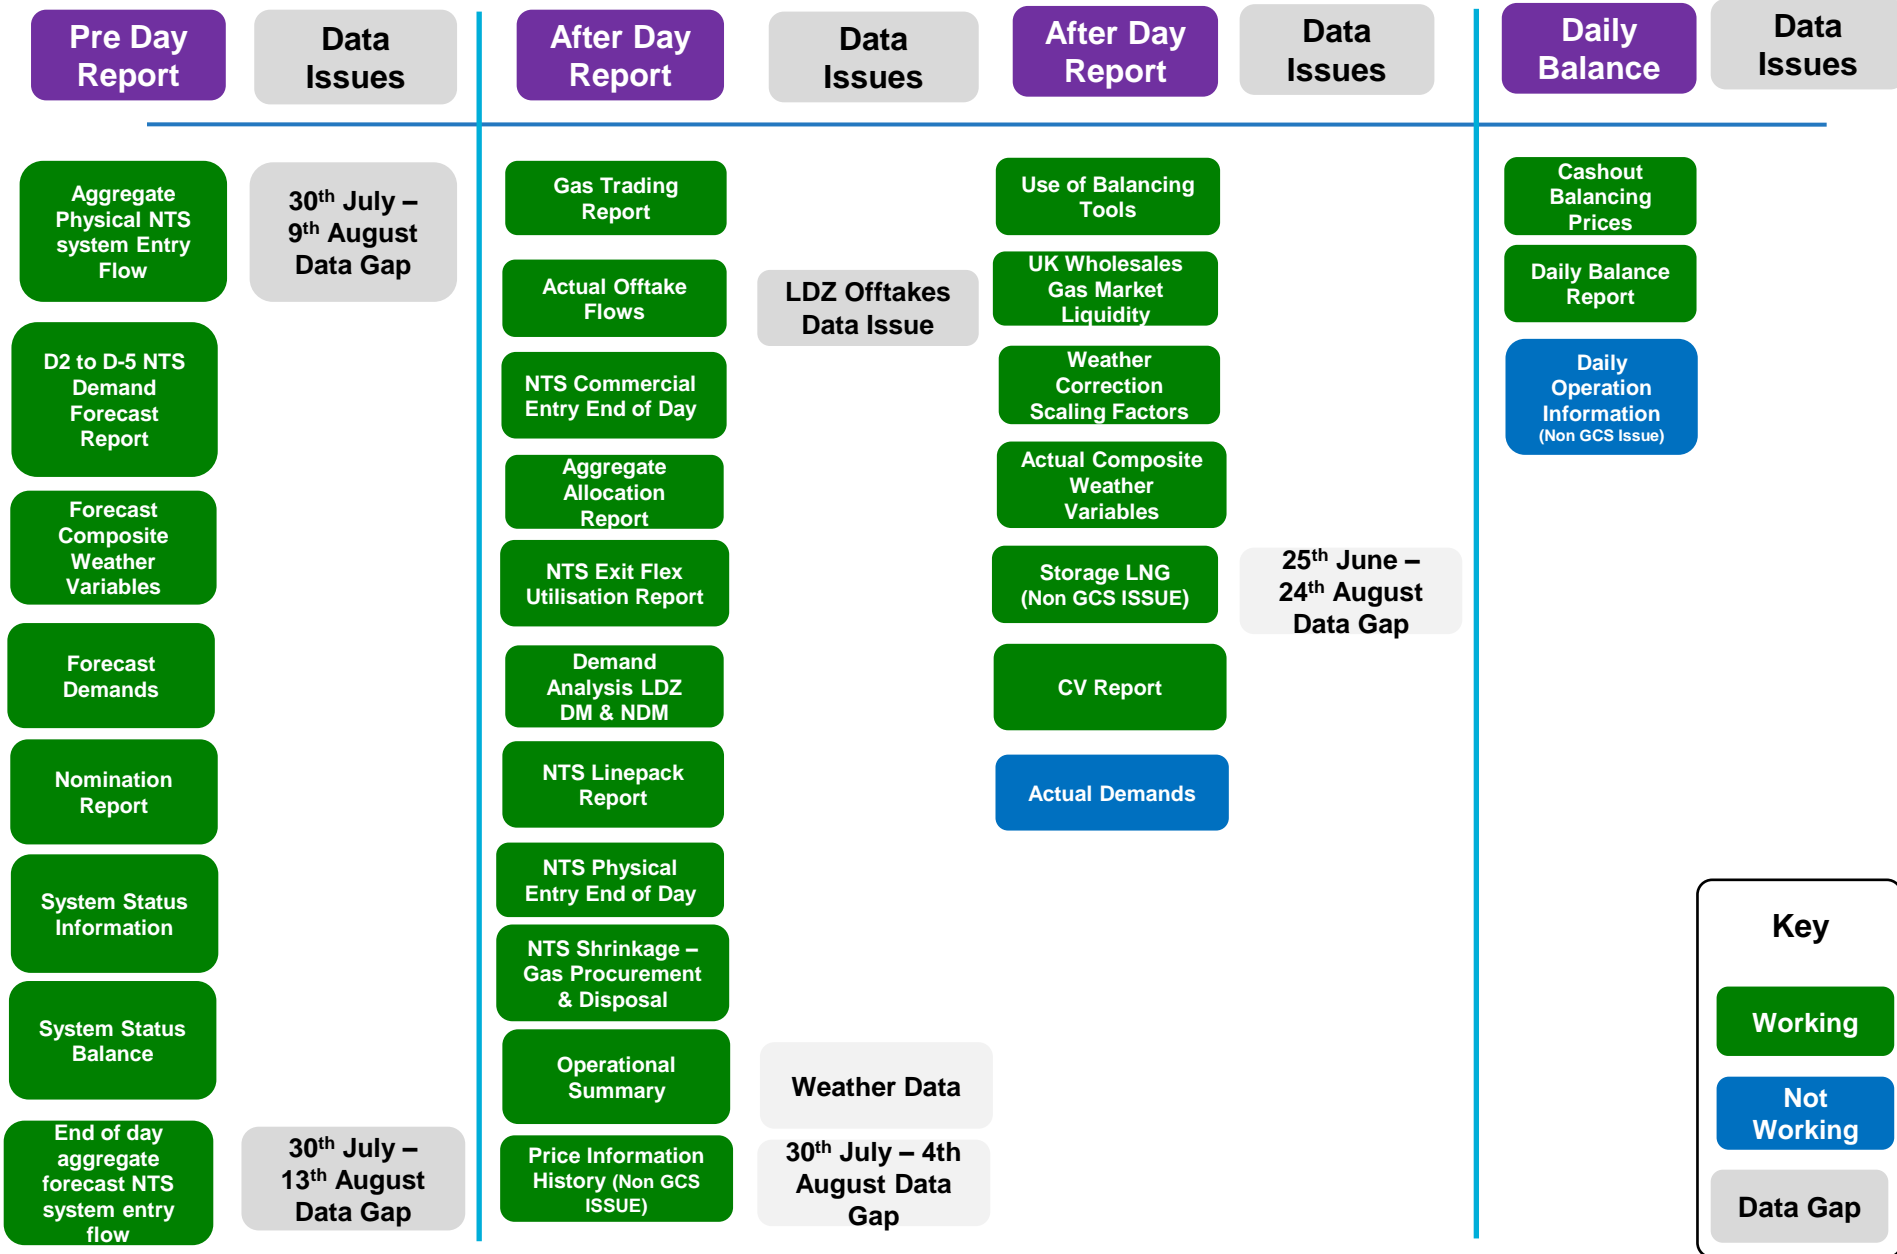 Pre Day
Report
Data
Issues
After Day
Report
Data
Issues
After Day
Report
Data
Issues
Daily
Balance
Data
Issues
Aggregate
Physical NTS
system Entry
Flow
30th July –
9th August
Data Gap
D2 to D-5 NTS
Demand
Forecast
Report
Forecast
Composite
Weather
Variables
Forecast
Demands
Nomination
Report
System Status
Information
System Status
Balance
End of day
aggregate
forecast NTS
system entry
flow
30th July –
13th August
Data Gap
Gas Trading
Report
Actual Offtake
Flows
LDZ Offtakes
Data Issue
NTS Commercial
Entry End of Day
Aggregate
Allocation
Report
NTS Exit Flex
Utilisation Report
Demand
Analysis LDZ
DM & NDM
NTS Linepack
Report
NTS Physical
Entry End of Day
NTS Shrinkage –
Gas Procurement
& Disposal
Operational
Summary
Weather Data
Price Information
History (Non GCS
ISSUE)
30th July – 4th
August Data
Gap
Use of Balancing
Tools
UK Wholesales
Gas Market
Liquidity
Weather
Correction
Scaling Factors
Actual Composite
Weather
Variables
Storage LNG
(Non GCS ISSUE)
25th June –
24th August
Data Gap
CV Report
Actual Demands
Cashout
Balancing
Prices
Daily Balance
Report
Daily
Operation
Information
(Non GCS Issue)
Key
Working
Not
Working
Data Gap